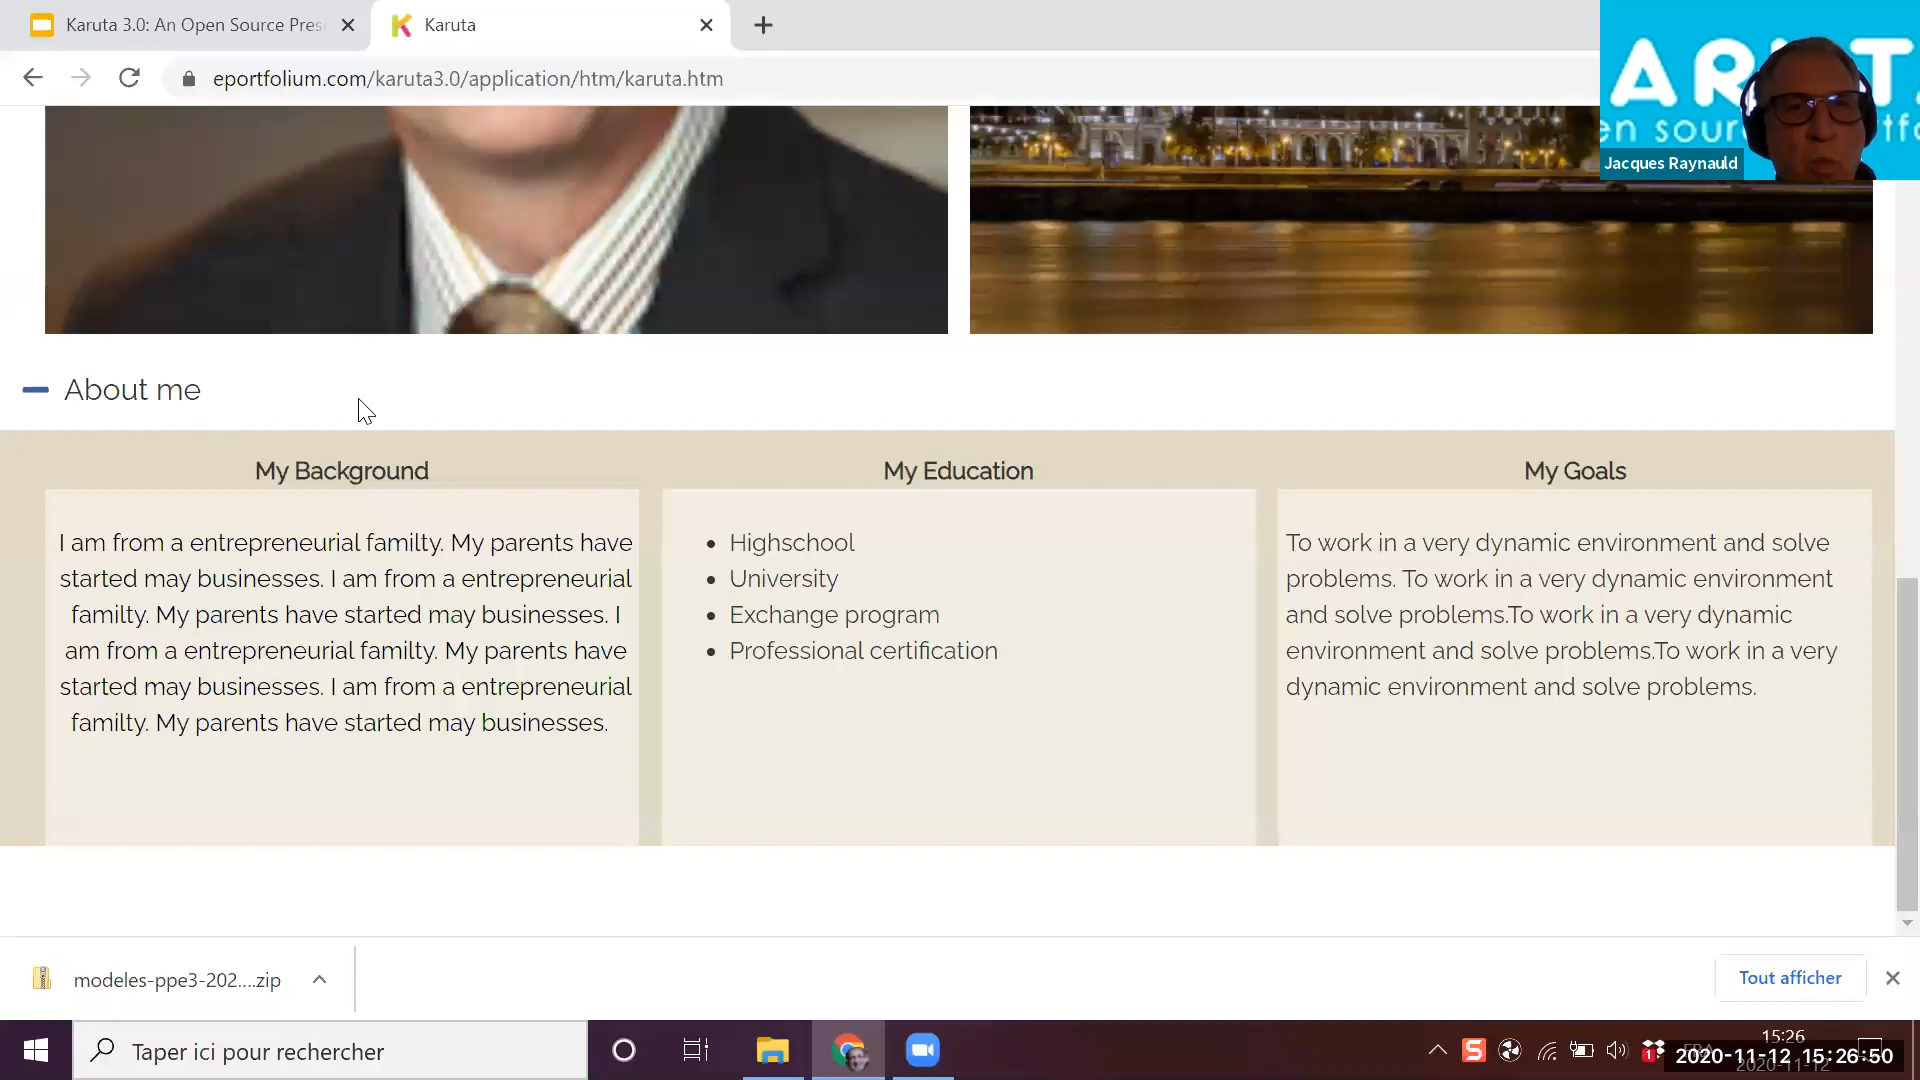 Karuta 3.0: An Open Source Pres
Karuta
eportfolium.com/karuta3.0/application/htm/karuta.htm
Jacques Raynauld
About me
My Background
I am from a entrepreneurial familty. My parents have
started may businesses. I am from a entrepreneurial
familty. My parents have started may businesses. I
am from a entrepreneurial familty. My parents have
started may businesses. I am from a entrepreneurial
familty. My parents have started may businesses.
My Education
• Highschool
• University
• Exchange program
• Professional certification
My Goals
To work in a very dynamic environment and solve
problems. To work in a very dynamic environment
and solve problems.To work in a very dynamic
environment and solve problems.To work in a very
dynamic environment and solve problems.
modeles-ppe3-202....zip
Tout afficher
Taper ici pour rechercher
15:26
2020-11-12 15:26:50